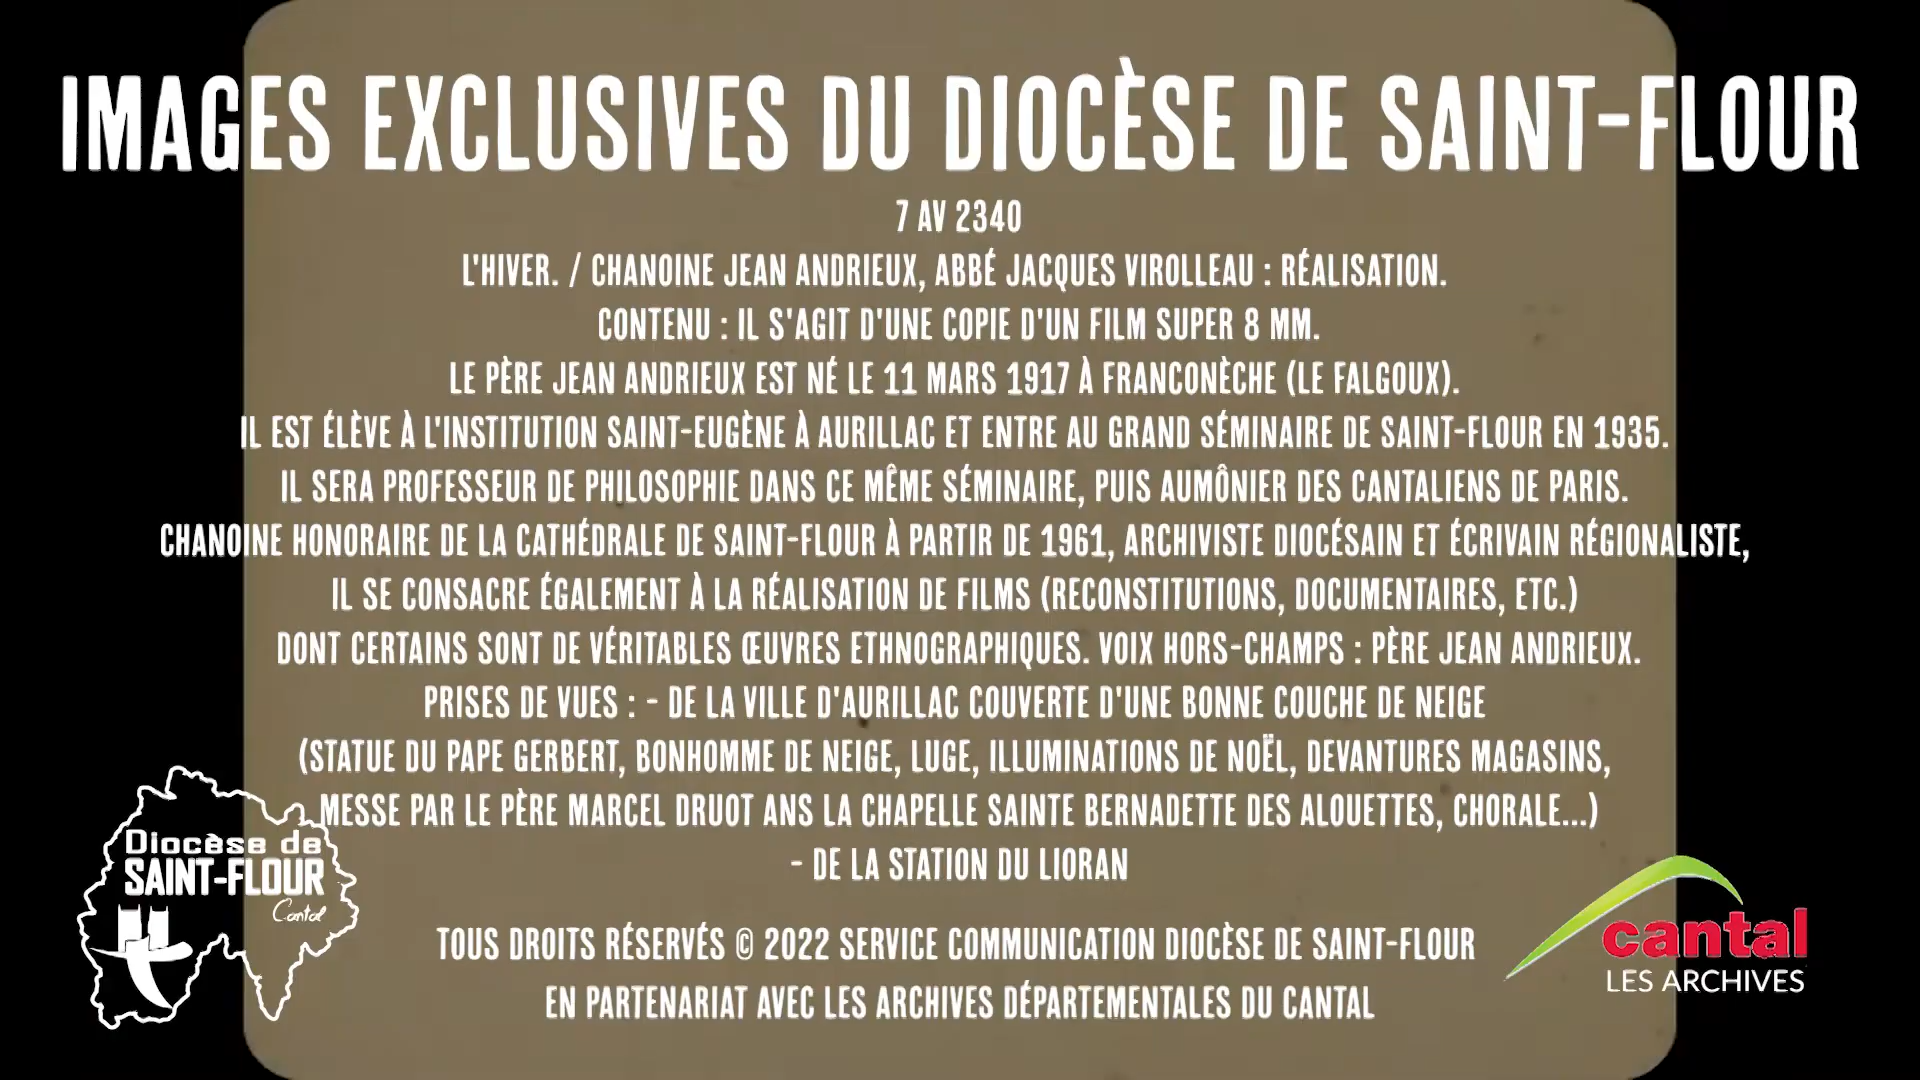 IMAGES EXCLUSIVES DU DIOCÈSE DE SAINT-FLOUR
7 AV 2340
L'HIVER. / CHANOINE JEAN ANDRIEUX, ABBÉ JACQUES VIROLLEAU : RÉALISATION.
CONTENU : IL S'AGIT D'UNE COPIE D'UN FILM SUPER 8 MM.
LE PÈRE JEAN ANDRIEUX EST NÉ LE 11 MARS 1917 À FRANCONÈCHE (LE FALGOUX).
IL EST ÉLÈVE À L'INSTITUTION SAINT-EUGÈNE À AURILLAC ET ENTRE AU GRAND SÉMINAIRE DE SAINT-FLOUR EN 1935.
IL SERA PROFESSEUR DE PHILOSOPHIE DANS CE MÊME SÉMINAIRE, PUIS AUMÔNIER DES CANTALIENS DE PARIS.
CHANOINE HONORAIRE DE LA CATHÉDRALE DE SAINT-FLOUR À PARTIR DE 1961, ARCHIVISTE DIOCÉSAIN ET ÉCRIVAIN RÉGIONALISTE,
IL SE CONSACRE ÉGALEMENT À LA RÉALISATION DE FILMS (RECONSTITUTIONS, DOCUMENTAIRES, ETC.)
DONT CERTAINS SONT DE VÉRITABLES ŒUVRES ETHNOGRAPHIQUES. VOIX HORS-CHAMPS : PÈRE JEAN ANDRIEUX.
PRISES DE VUES : - DE LA VILLE D'AURILLAC COUVERTE D'UNE BONNE COUCHE DE NEIGE
(STATUE DU PAPE GERBERT, BONHOMME DE NEIGE, LUGE, ILLUMINATIONS DE NOËL, DEVANTURES MAGASINS,
MESSE PAR LE PÈRE MARCEL DRUOT ANS LA CHAPELLE SAINTE BERNADETTE DES ALOUETTES, CHORALE...)
- DE LA STATION DU LIORAN
Diocèse de
SAINT-FLOUR
Cantal
TOUS DROITS RÉSERVÉS © 2022 SERVICE COMMUNICATION DIOCÈSE DE SAINT-FLOUR
EN PARTENARIAT AVEC LES ARCHIVES DÉPARTEMENTALES DU CANTAL
cantal
LES ARCHIVES